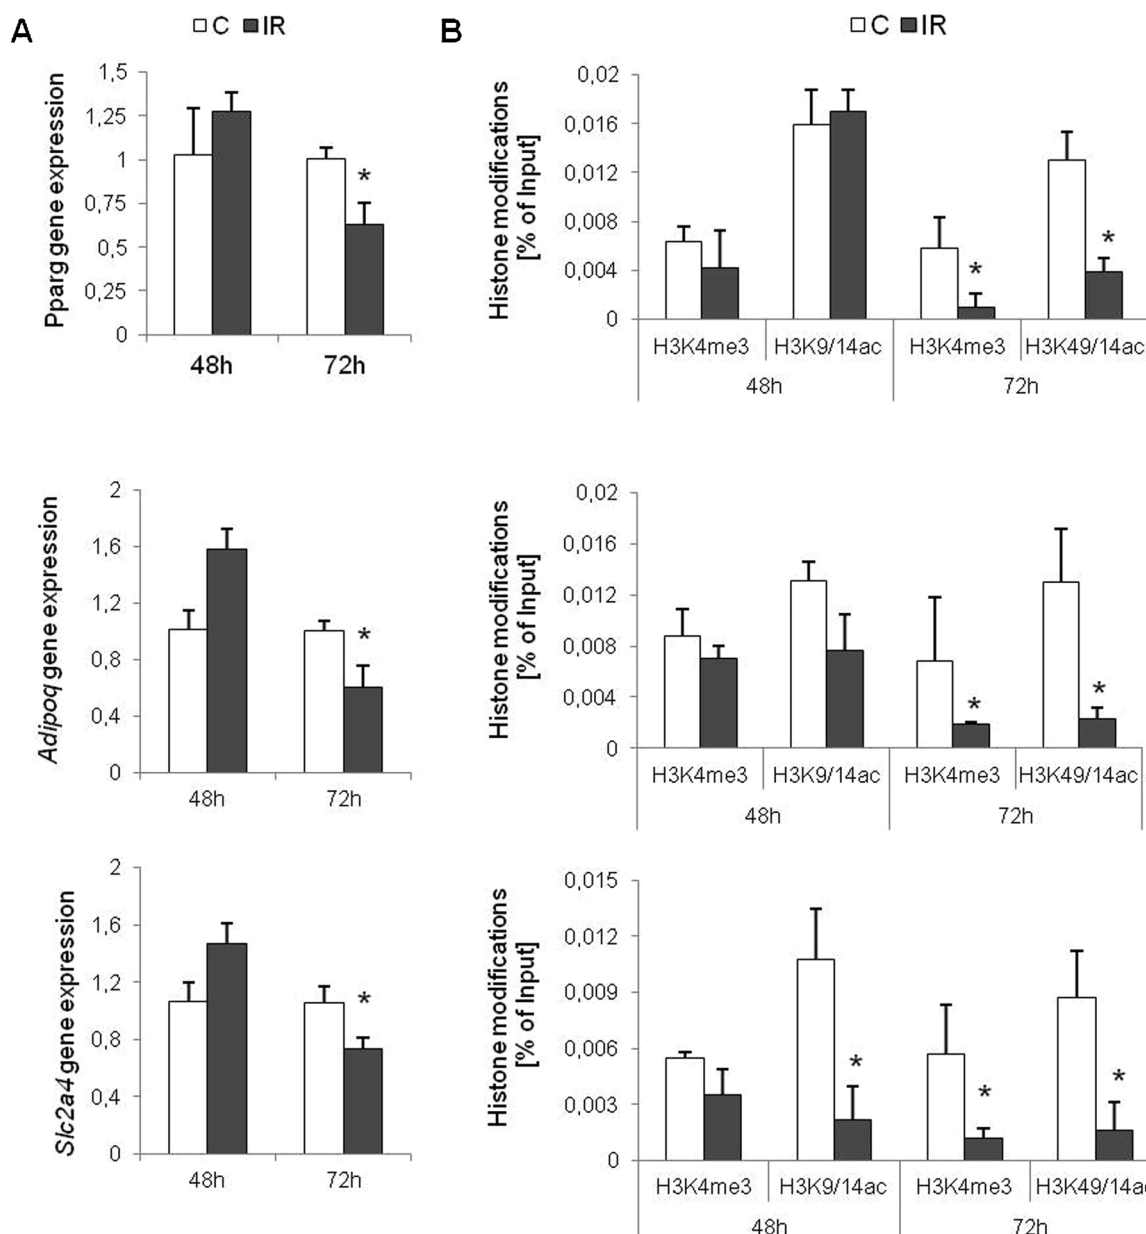 A
C IR
Pparg gene expression
1,5
1,25
1
0,75
0,5
0,25
0
*
48h 72h
B
C IR
Histone modifications
[% of Input]
0,02
0,016
0,012
0,008
0,004
0
* *
H3K4me3 H3K9/14ac H3K4me3 H3K49/14ac
48h 72h
Adipoq gene expression
2
1,6
1,2
0,8
0,4
0
*
48h 72h
Histone modifications
[% of Input]
0,02
0,016
0,012
0,008
0,004
0
* *
H3K4me3 H3K9/14ac H3K4me3 H3K49/14ac
48h 72h
Slc2a4 gene expression
2
1,6
1,2
0,8
0,4
0
*
48h 72h
Histone modifications
[% of Input]
0,015
0,012
0,009
0,006
0,003
0
* * *
H3K4me3 H3K9/14ac H3K4me3 H3K49/14ac
48h 72h